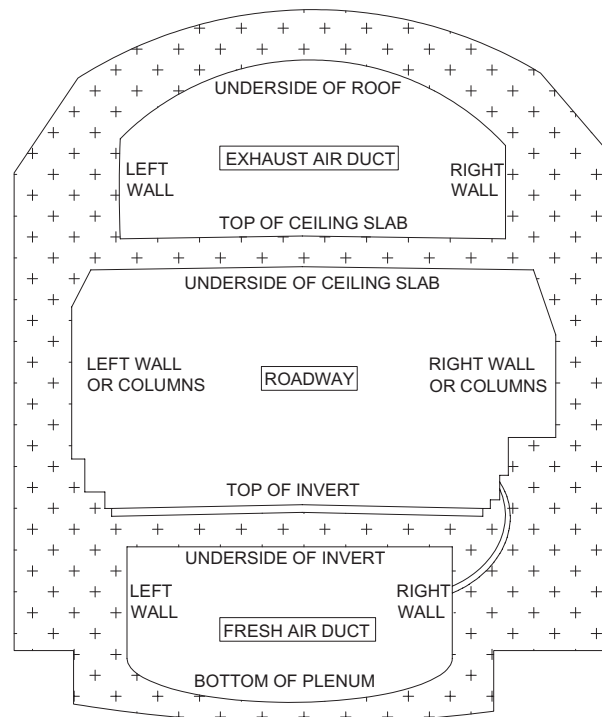 UNDERSIDE OF ROOF
EXHAUST AIR DUCT
LEFT
WALL
RIGHT
WALL
TOP OF CEILING SLAB
UNDERSIDE OF CEILING SLAB
LEFT WALL
OR COLUMNS
ROADWAY
RIGHT WALL
OR COLUMNS
TOP OF INVERT
UNDERSIDE OF INVERT
LEFT
WALL
RIGHT
WALL
FRESH AIR DUCT
BOTTOM OF PLENUM